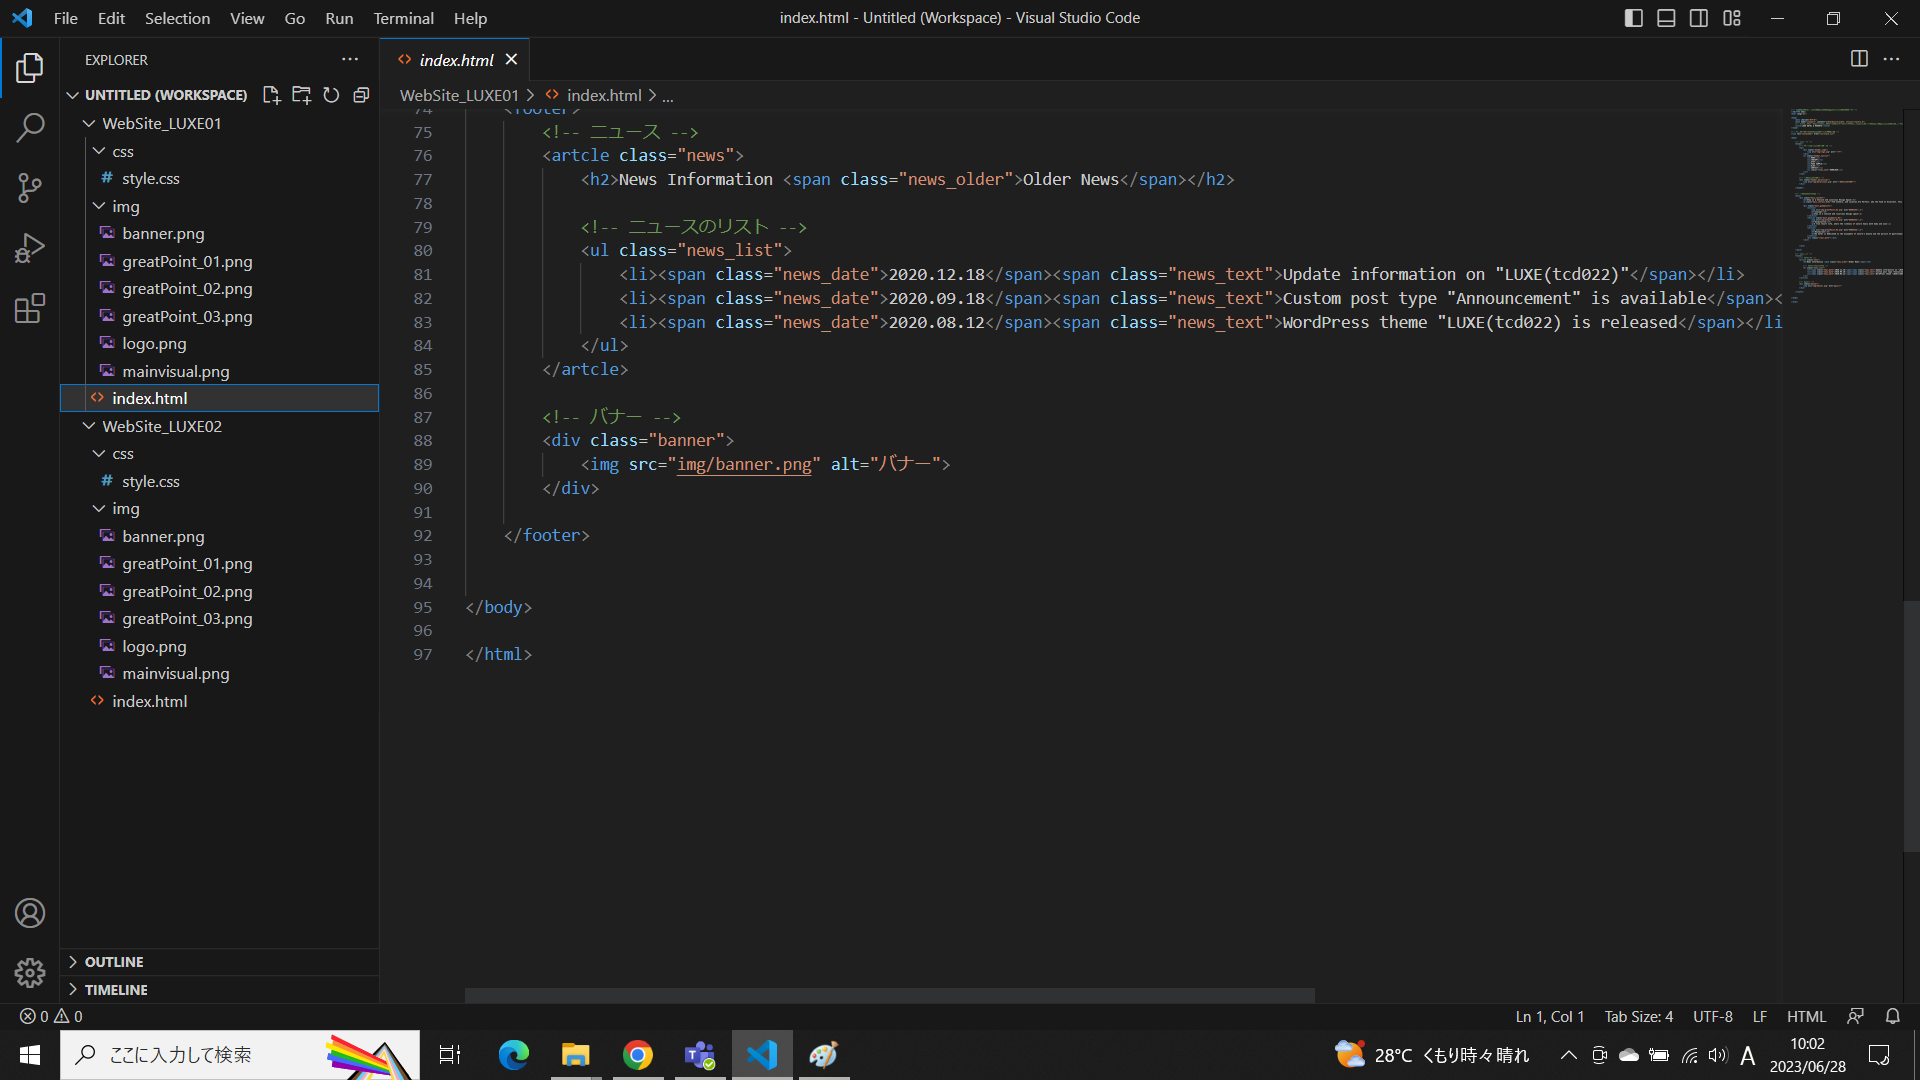 File Edit Selection View Go Run Terminal Help
index.html - Untitled (Workspace) - Visual Studio Code
EXPLORER
UNTITLED (WORKSPACE)
WebSite_LUXE01
css
style.css
img
banner.png
greatPoint_01.png
greatPoint_02.png
greatPoint_03.png
logo.png
mainvisual.png
index.html
WebSite_LUXE02
css
style.css
img
banner.png
greatPoint_01.png
greatPoint_02.png
greatPoint_03.png
logo.png
mainvisual.png
index.html
OUTLINE
TIMELINE
index.html
WebSite_LUXE01 > index.html > ...
74 <footer>
75 <!-- ニュース -->
76 <artcle class="news">
77 <h2>News Information <span class="news_older">Older News</span></h2>
78
79 <!-- ニュースのリスト -->
80 <ul class="news_list">
81 <li><span class="news_date">2020.12.18</span><span class="news_text">Update information on "LUXE(tcd022)"</span></li>
82 <li><span class="news_date">2020.09.18</span><span class="news_text">Custom post type "Announcement" is available</span><
83 <li><span class="news_date">2020.08.12</span><span class="news_text">WordPress theme "LUXE(tcd022) is released</span></li
84 </ul>
85 </artcle>
86
87 <!-- バナー -->
88 <div class="banner">
89 <img src="img/banner.png" alt="バナー">
90 </div>
91
92 </footer>
93
94
95 </body>
96
97 </html>
0 0
Ln 1, Col 1 Tab Size: 4 UTF-8 LF HTML
ここに入力して検索
28°C くもり時々晴れ
A
10:02
2023/06/28